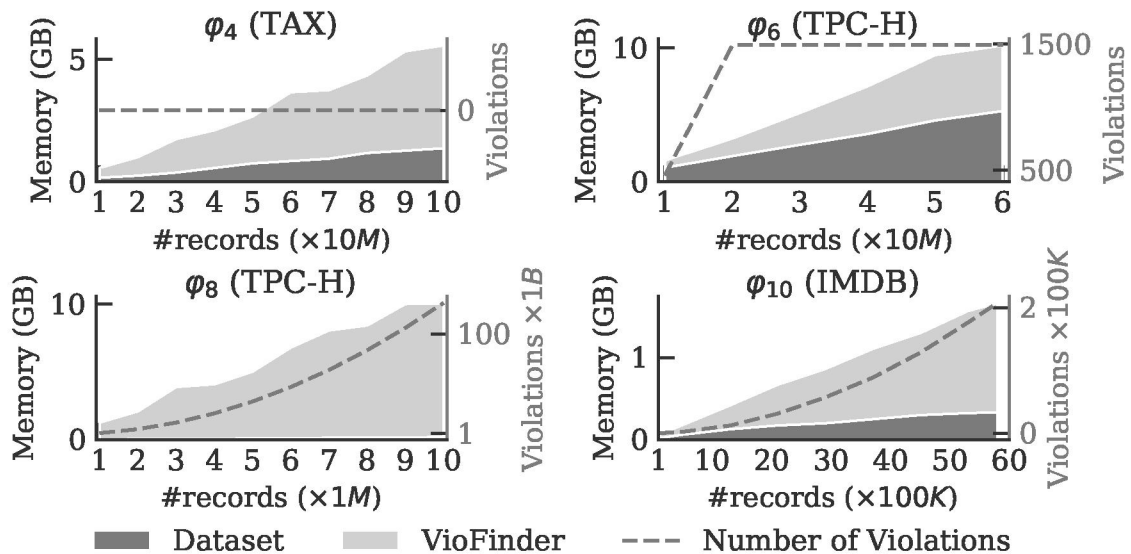 φ4 (TAX)
Memory (GB)
5
0
0
Violations
1 2 3 4 5 6 7 8 9 10
#records (×10M)
φ6 (TPC-H)
Memory (GB)
10
0
1500
500
Violations
1 2 3 4 5 6
#records (×10M)
φ8 (TPC-H)
Memory (GB)
10
0
100
1
Violations ×1B
1 2 3 4 5 6 7 8 9 10
#records (×1M)
φ10 (IMDB)
Memory (GB)
1
0
2
0
Violations ×100K
1 10 20 30 40 50 60
#records (×100K)
Dataset VioFinder Number of Violations